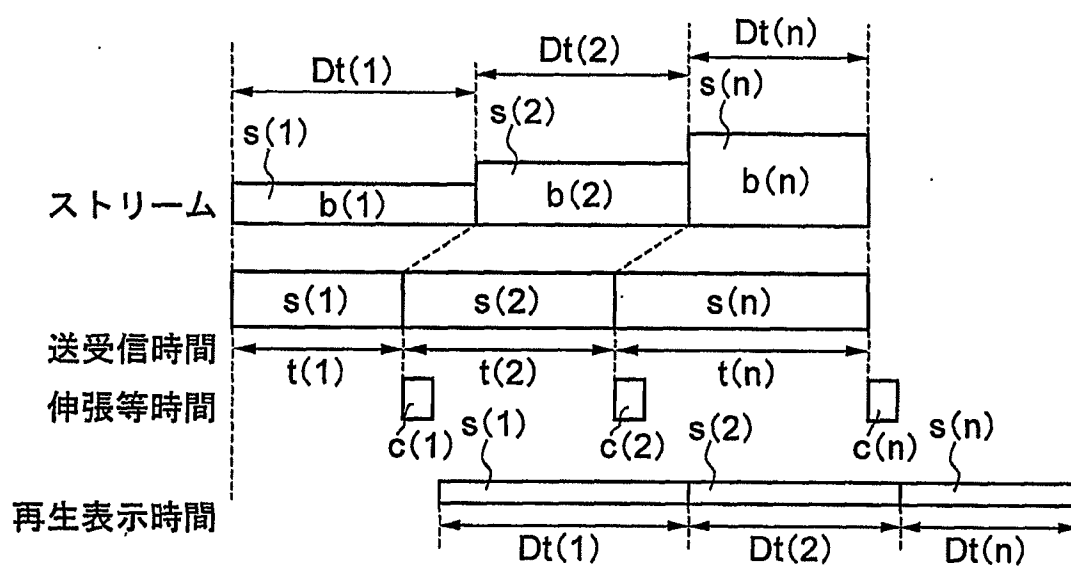 Dt(1) Dt(2) Dt(n)
s(1) s(2) s(n)
ストリーム b(1) b(2) b(n)
s(1) s(2) s(n)
送受信時間 t(1) t(2) t(n)
伸張等時間
c(1) s(1) c(2) s(2) c(n) s(n)
再生表示時間
Dt(1) Dt(2) Dt(n)